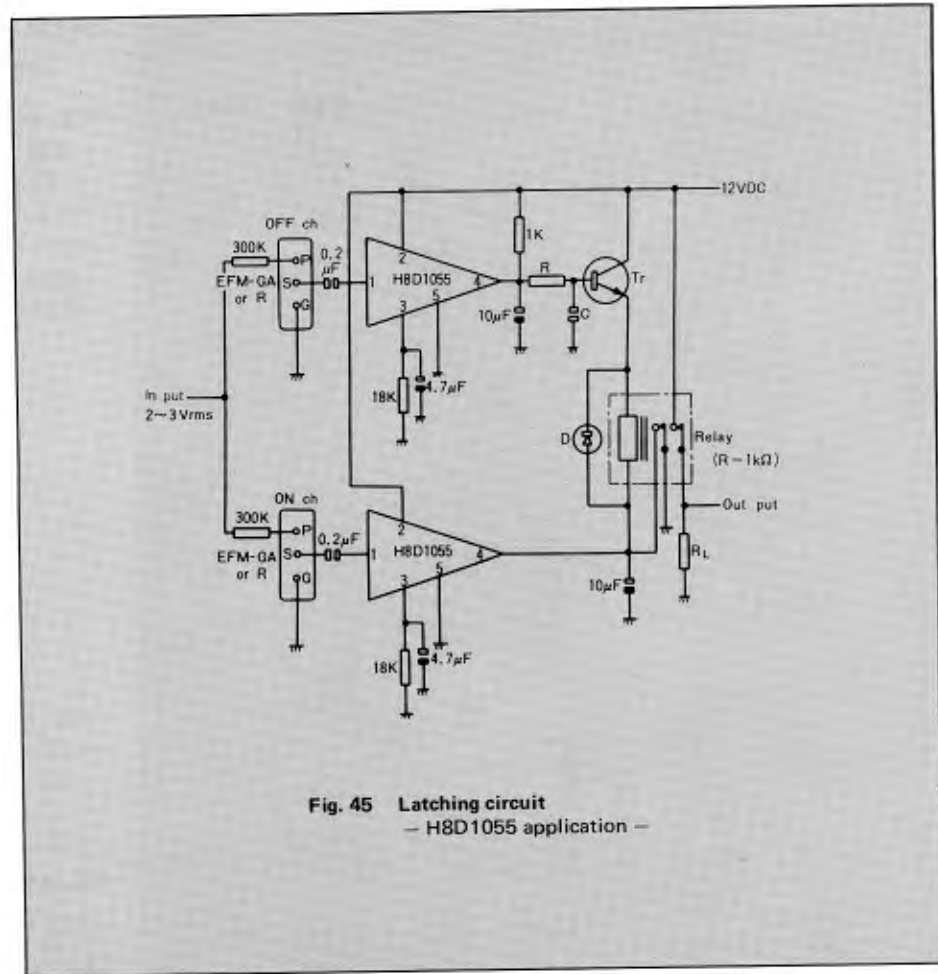 12VDC
OFF ch
300K
P
EFM-GA
or R
S
G
0.2
μF
1
2
H8D1055
3
5
4
1K
R
Tr
10μF
C
18K
4.7μF
In put
2~3Vrms
D
Relay
(R-1kΩ)
Out put
RL
ON ch
300K
P
EFM-GA
or R
S
G
0.2μF
1
2
H8D1055
3
5
4
10μF
18K
4.7μF
Fig. 45 Latching circuit
— H8D1055 application —